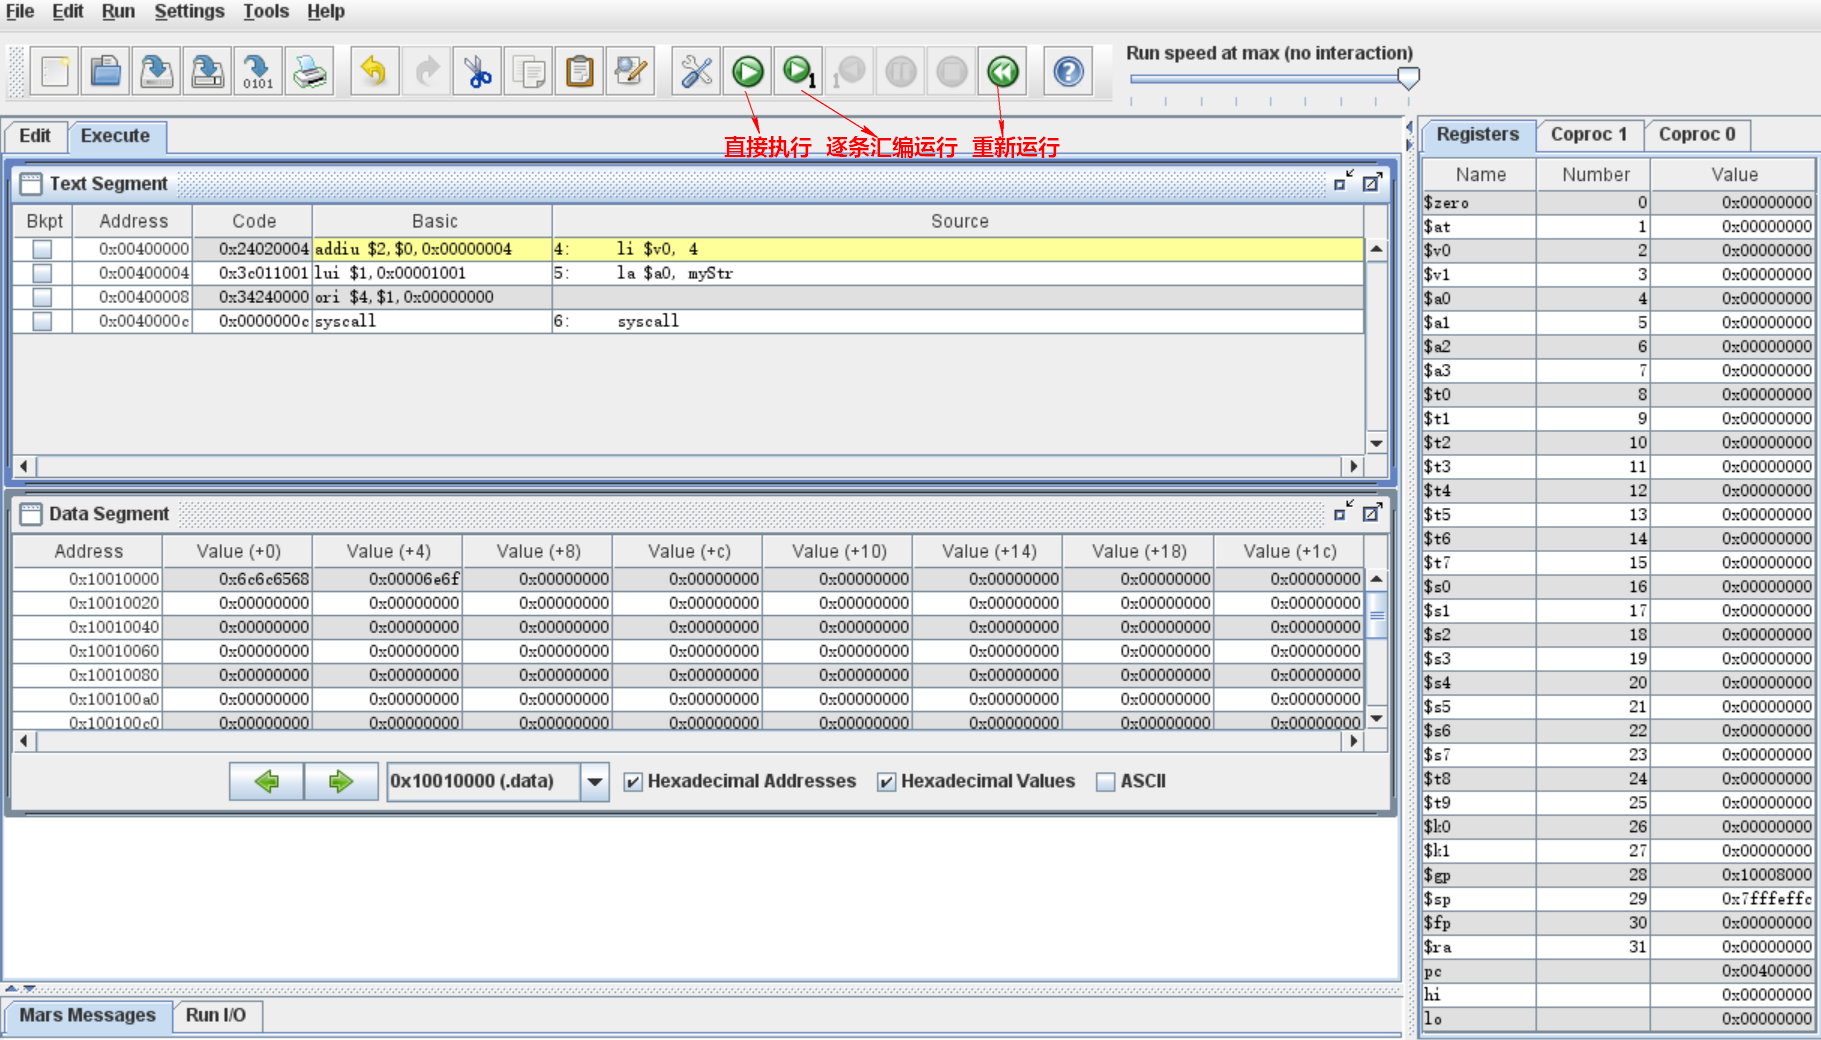 File Edit Run Settings Tools Help
0101
1
1
Run speed at max (no interaction)
直接执行 逐条汇编运行 重新运行
Edit Execute
Text Segment
Bkpt Address Code Basic Source
0x00400000 0x24020004 addiu $2,$0,0x00000004 4: li $v0, 4
0x00400004 0x3c011001 lui $1,0x00001001 5: la $a0, myStr
0x00400008 0x34240000 ori $4,$1,0x00000000
0x0040000c 0x0000000c syscall 6: syscall
Data Segment
Address Value (+0) Value (+4) Value (+8) Value (+c) Value (+10) Value (+14) Value (+18) Value (+1c)
0x10010000 0x6c6c6568 0x00006e6f 0x00000000 0x00000000 0x00000000 0x00000000 0x00000000 0x00000000
0x10010020 0x00000000 0x00000000 0x00000000 0x00000000 0x00000000 0x00000000 0x00000000 0x00000000
0x10010040 0x00000000 0x00000000 0x00000000 0x00000000 0x00000000 0x00000000 0x00000000 0x00000000
0x10010060 0x00000000 0x00000000 0x00000000 0x00000000 0x00000000 0x00000000 0x00000000 0x00000000
0x10010080 0x00000000 0x00000000 0x00000000 0x00000000 0x00000000 0x00000000 0x00000000 0x00000000
0x100100a0 0x00000000 0x00000000 0x00000000 0x00000000 0x00000000 0x00000000 0x00000000 0x00000000
0x100100c0 0x00000000 0x00000000 0x00000000 0x00000000 0x00000000 0x00000000 0x00000000 0x00000000
0x10010000 (.data) Hexadecimal Addresses Hexadecimal Values ASCII
Mars Messages Run I/O
Registers Coproc 1 Coproc 0
Name Number Value
$zero 0 0x00000000
$at 1 0x00000000
$v0 2 0x00000000
$v1 3 0x00000000
$a0 4 0x00000000
$a1 5 0x00000000
$a2 6 0x00000000
$a3 7 0x00000000
$t0 8 0x00000000
$t1 9 0x00000000
$t2 10 0x00000000
$t3 11 0x00000000
$t4 12 0x00000000
$t5 13 0x00000000
$t6 14 0x00000000
$t7 15 0x00000000
$s0 16 0x00000000
$s1 17 0x00000000
$s2 18 0x00000000
$s3 19 0x00000000
$s4 20 0x00000000
$s5 21 0x00000000
$s6 22 0x00000000
$s7 23 0x00000000
$t8 24 0x00000000
$t9 25 0x00000000
$k0 26 0x00000000
$k1 27 0x00000000
$gp 28 0x10008000
$sp 29 0x7fffeffc
$fp 30 0x00000000
$ra 31 0x00000000
pc 0x00400000
hi 0x00000000
lo 0x00000000